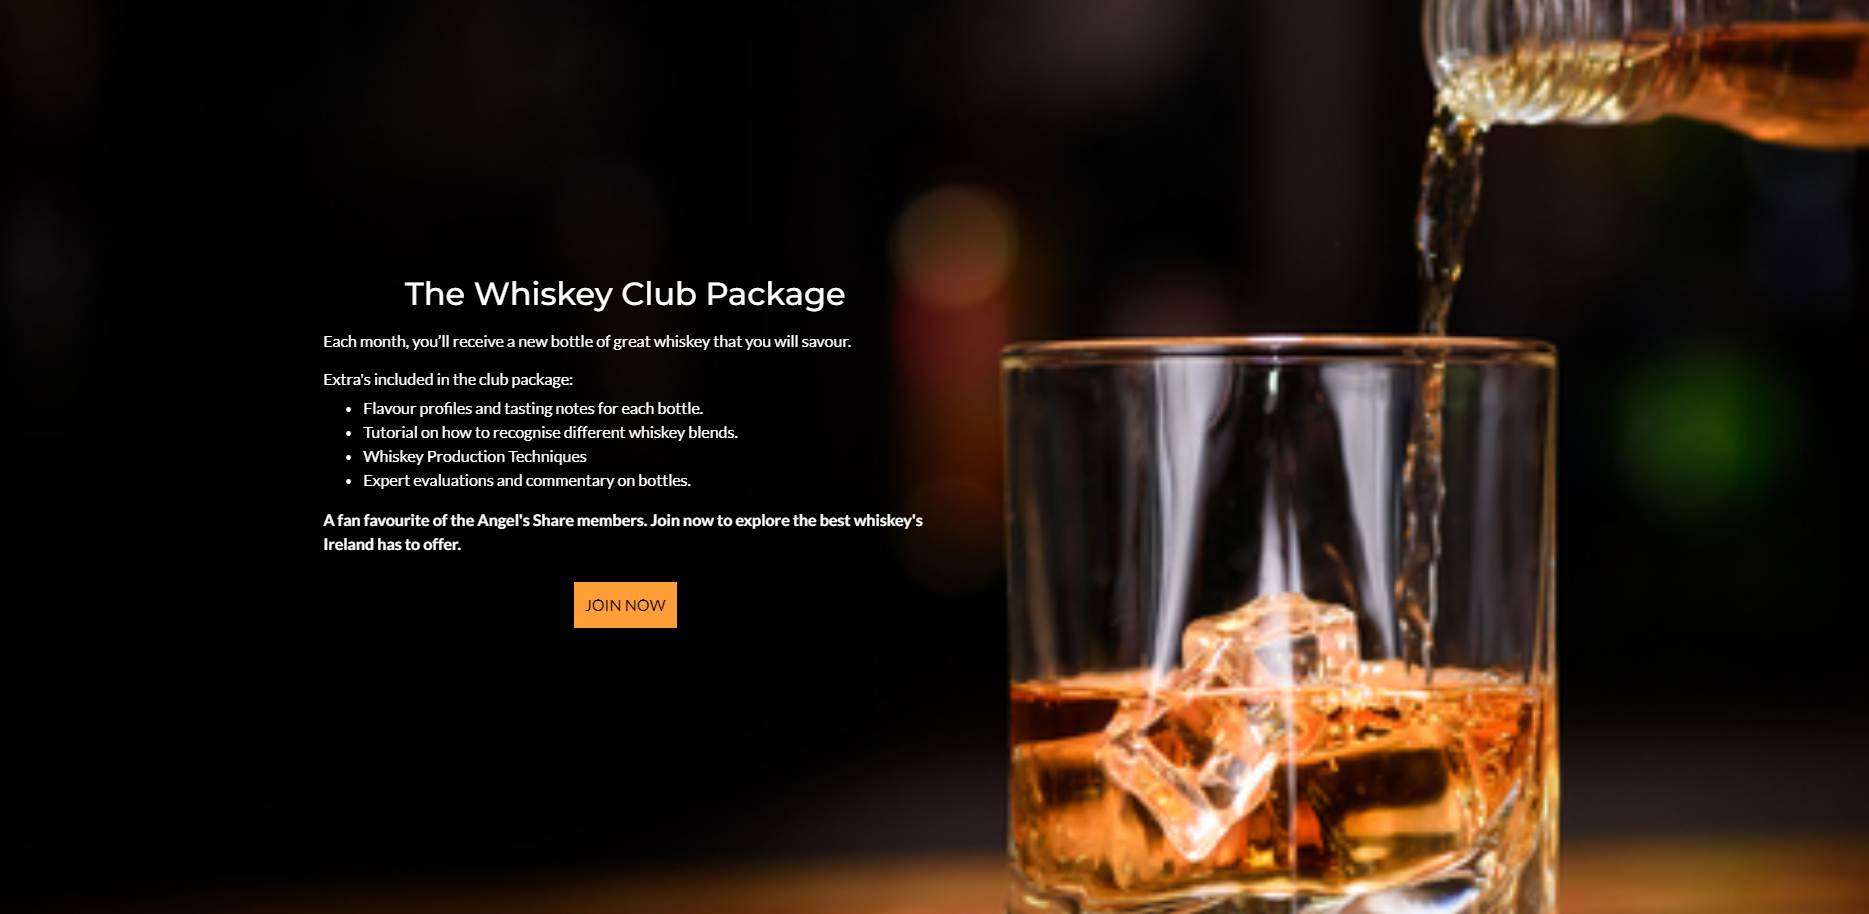 The Whiskey Club Package
Each month, you'll receive a new bottle of great whiskey that you will savour.
Extra's included in the club package:
• Flavour profiles and tasting notes for each bottle.
• Tutorial on how to recognise different whiskey blends.
• Whiskey Production Techniques
• Expert evaluations and commentary on bottles.
A fan favourite of the Angel's Share members. Join now to explore the best whiskey's
Ireland has to offer.
JOIN NOW